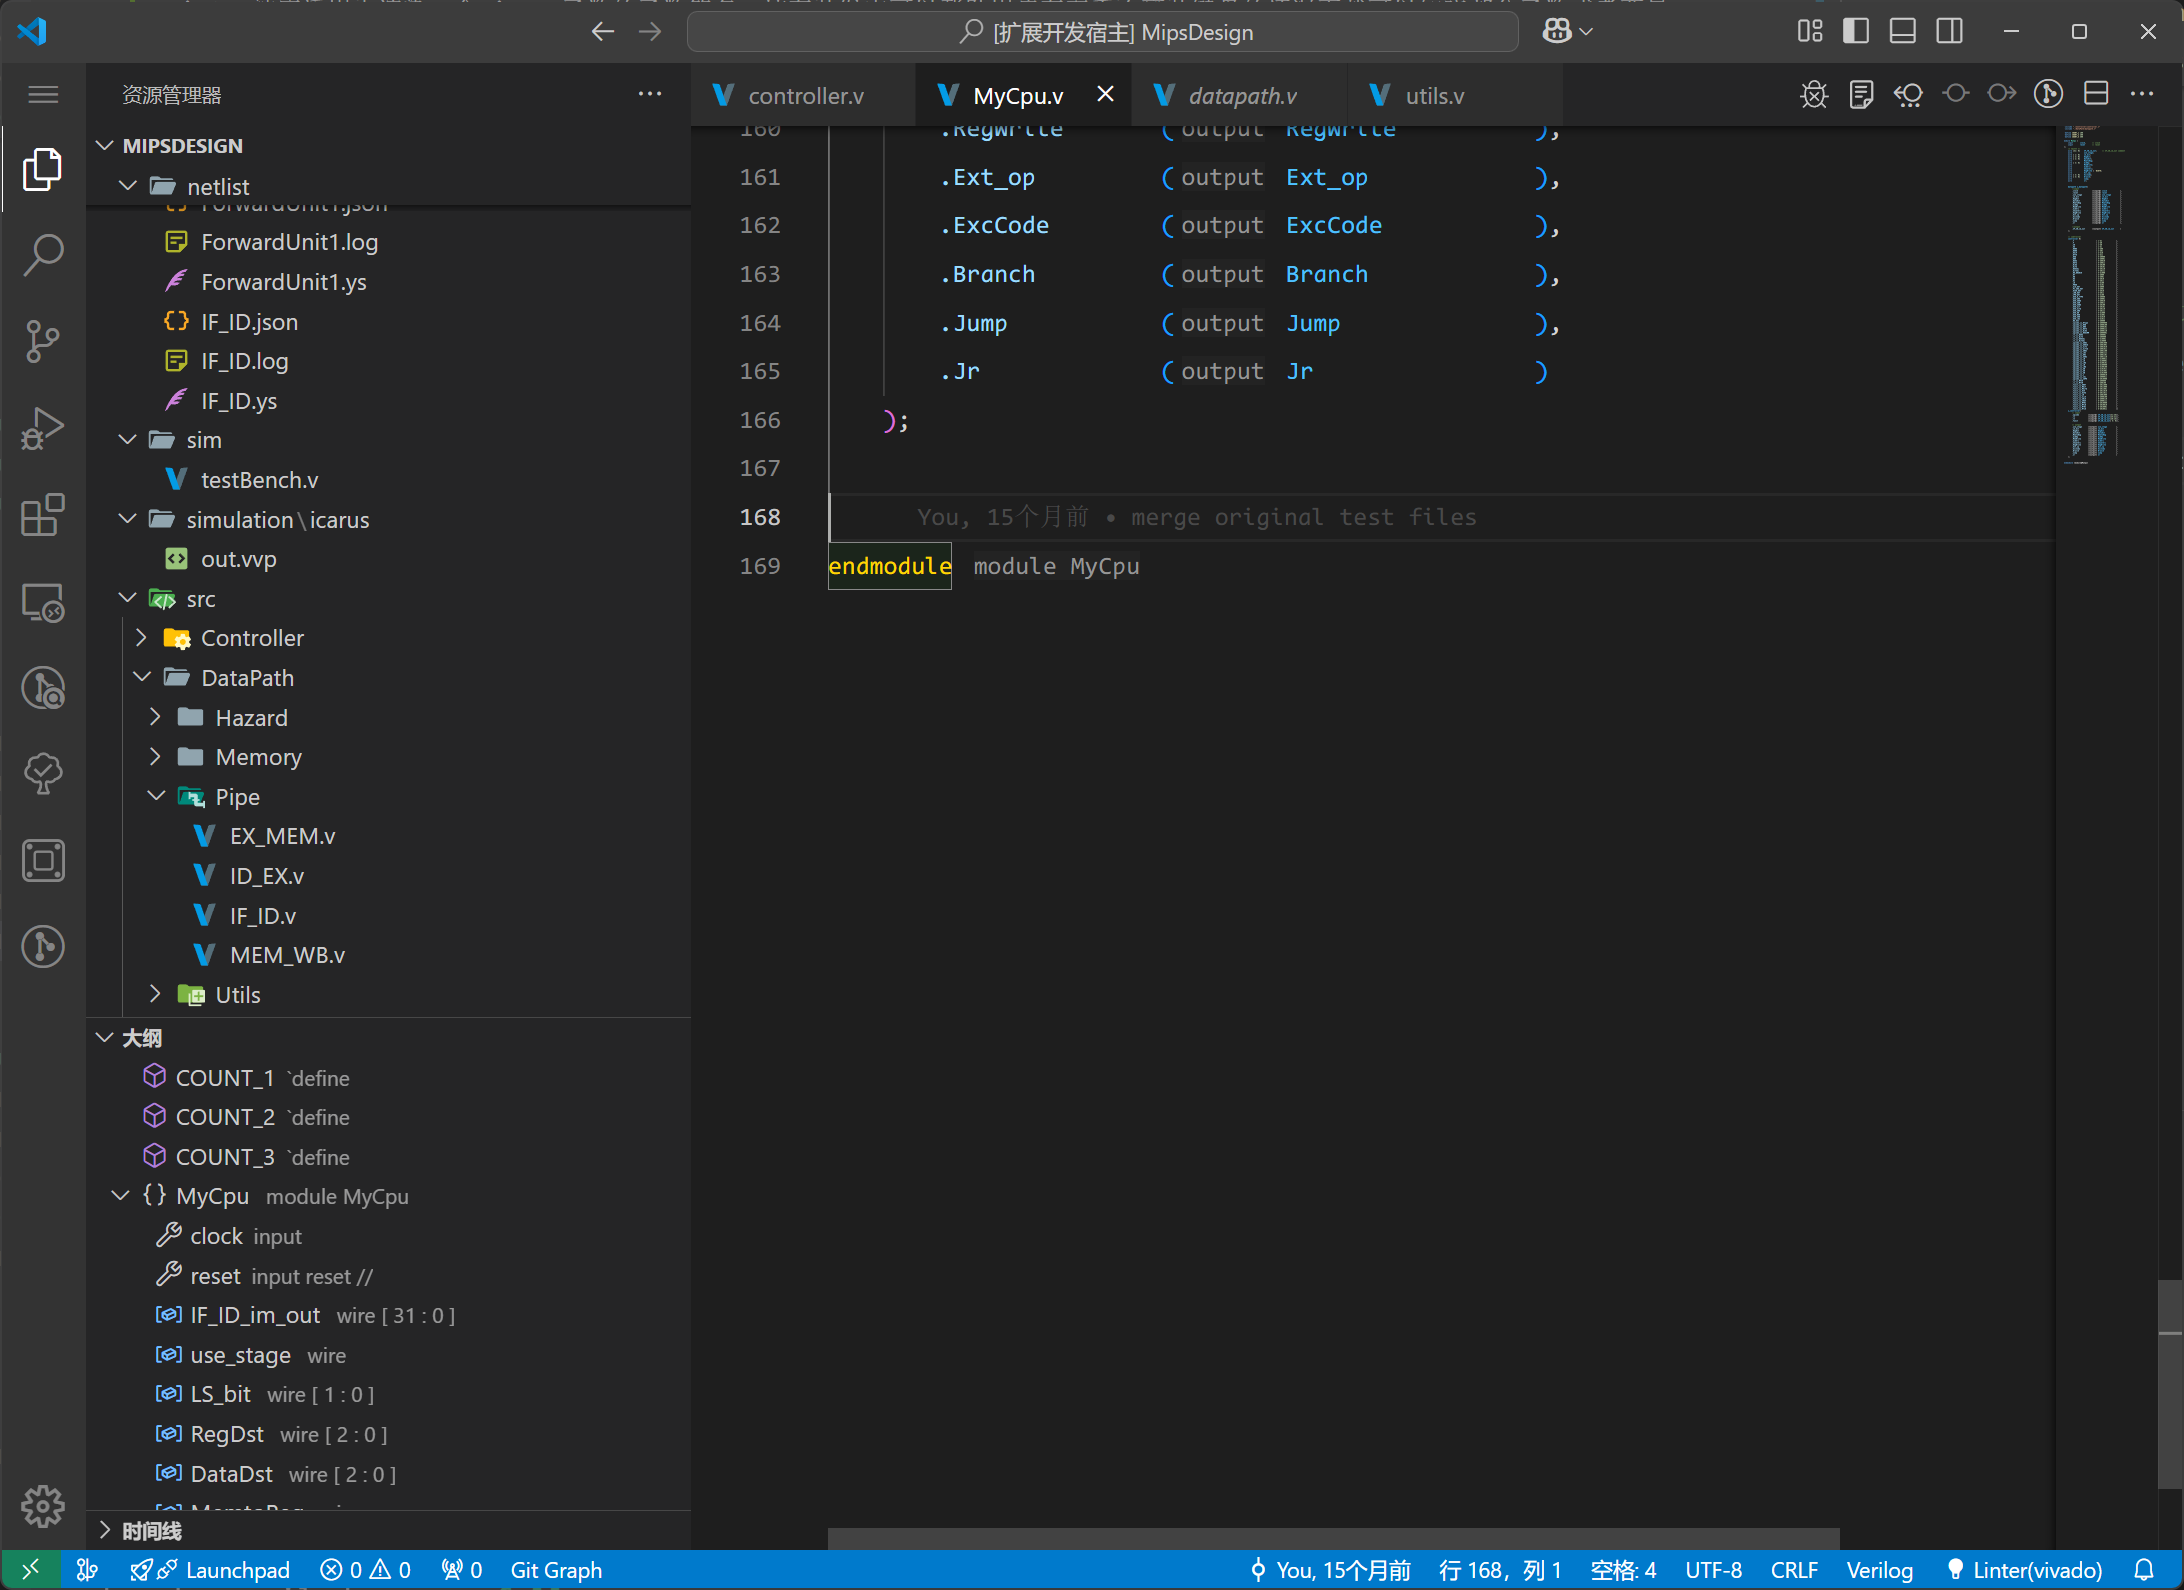 [扩展开发宿主] MipsDesign
资源管理器
controller.v
MyCpu.v
datapath.v
utils.v
MIPSDESIGN
netlist
ForwardUnit1.json
ForwardUnit1.log
ForwardUnit1.ys
IF_ID.json
IF_ID.log
IF_ID.ys
sim
testBench.v
simulation\icarus
out.vvp
src
Controller
DataPath
Hazard
Memory
Pipe
EX_MEM.v
ID_EX.v
IF_ID.v
MEM_WB.v
Utils
大纲
COUNT_1 `define
COUNT_2 `define
COUNT_3 `define
MyCpu module MyCpu
clock input
reset input reset //
IF_ID_im_out wire [ 31 : 0 ]
use_stage wire
LS_bit wire [ 1 : 0 ]
RegDst wire [ 2 : 0 ]
DataDst wire [ 2 : 0 ]
时间线
160 .RegWrite ( output RegWrite ),
161 .Ext_op ( output Ext_op ),
162 .ExcCode ( output ExcCode ),
163 .Branch ( output Branch ),
164 .Jump ( output Jump ),
165 .Jr ( output Jr )
166 );
167
168 You, 15个月前 • merge original test files
169 endmodule module MyCpu
Launchpad 0 0 0 Git Graph You, 15个月前 行 168，列 1 空格: 4 UTF-8 CRLF Verilog Linter(vivado)